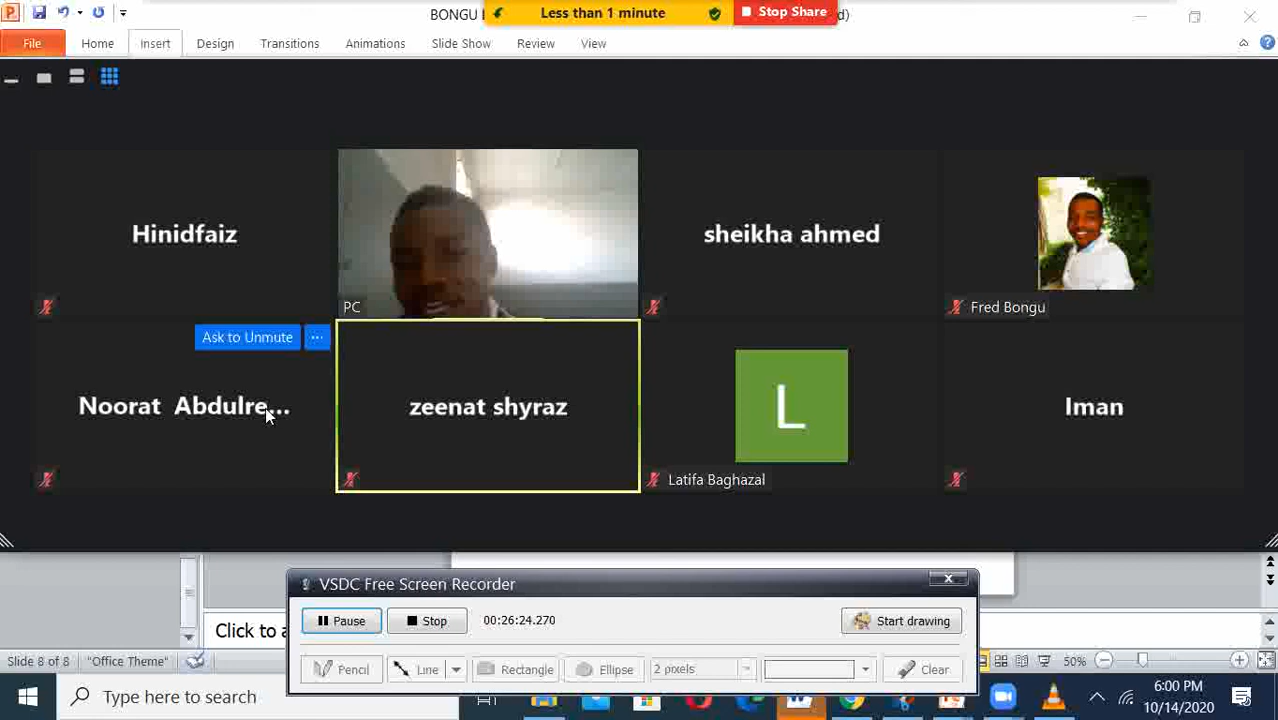 BONGU
Less than 1 minute
Stop Share
d)
File Home Insert Design Transitions Animations Slide Show Review View
Hinidfaiz
PC
sheikha ahmed
Fred Bongu
Ask to Unmute ...
Noorat Abdulre...
zeenat shyraz
L
Latifa Baghazal
Iman
VSDC Free Screen Recorder
Pause Stop 00:26:24.270 Start drawing
Click to a
Pencil Line Rectangle Ellipse 2 pixels Clear
Slide 8 of 8 "Office Theme" 50%
Type here to search
6:00 PM
10/14/2020